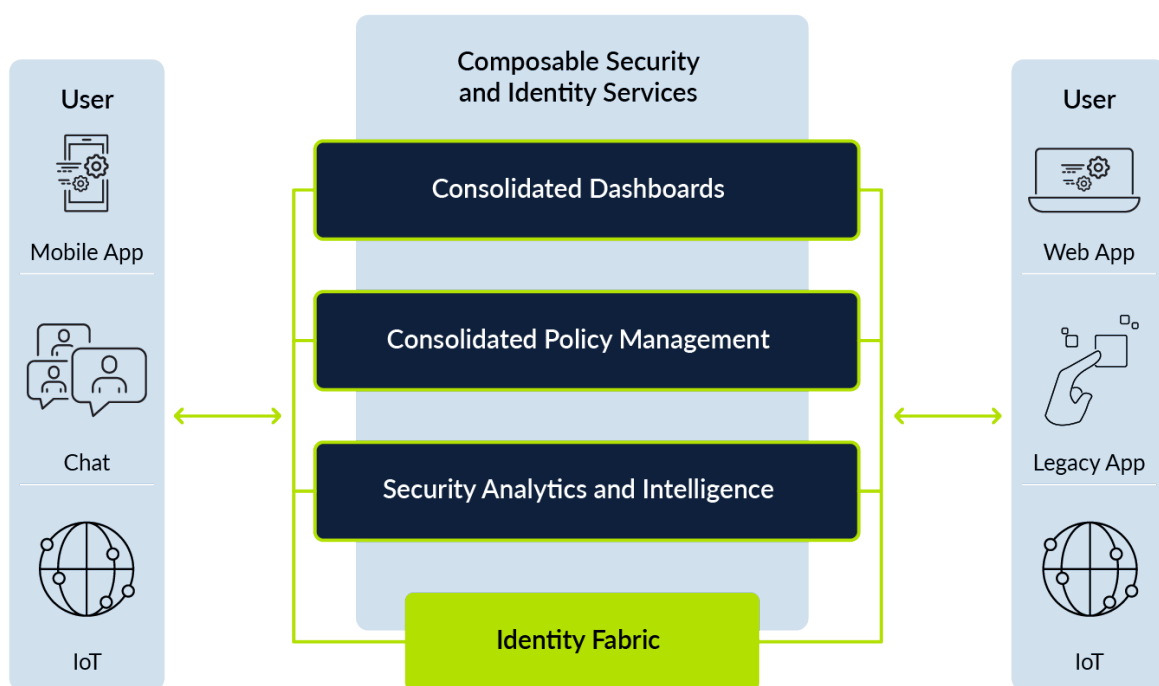 User
Mobile App
Chat
IoT
Composable Security
and Identity Services
Consolidated Dashboards
Consolidated Policy Management
Security Analytics and Intelligence
Identity Fabric
User
Web App
Legacy App
IoT